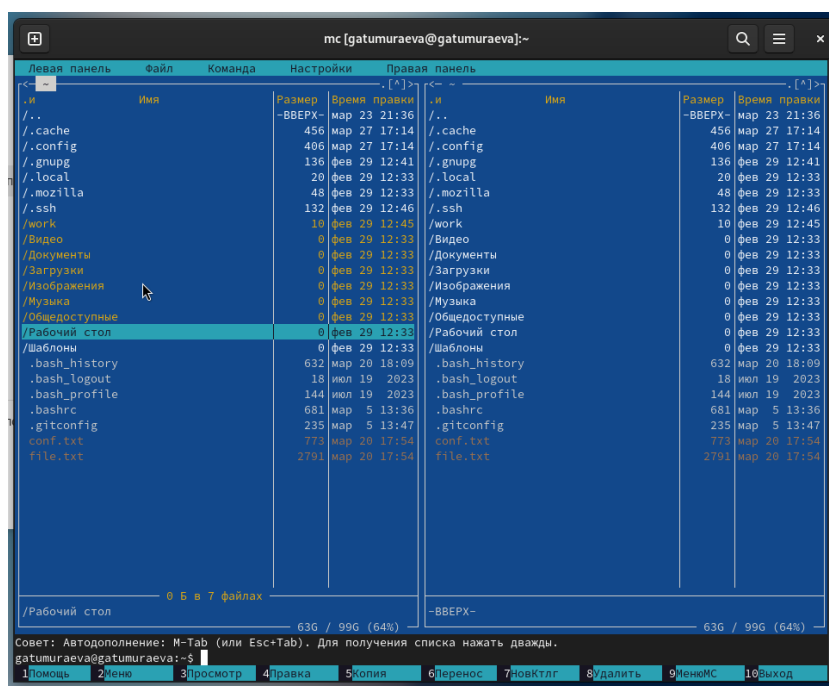 mc [gatumuraeva@gatumuraeva]:~
Левая панель Файл Команда Настройки Правая панель
<- ~ .[^]> <- ~ .[^]>
.и Имя Размер Время правки .и Имя Размер Время правки
/.. -ВВЕРХ- мар 23 21:36 /.. -ВВЕРХ- мар 23 21:36
/.cache 456 мар 27 17:14 /.cache 456 мар 27 17:14
/.config 406 мар 27 17:14 /.config 406 мар 27 17:14
/.gnupg 136 фев 29 12:41 /.gnupg 136 фев 29 12:41
/.local 20 фев 29 12:33 /.local 20 фев 29 12:33
/.mozilla 48 фев 29 12:33 /.mozilla 48 фев 29 12:33
/.ssh 132 фев 29 12:46 /.ssh 132 фев 29 12:46
/work 10 фев 29 12:45 /work 10 фев 29 12:45
/Видео 0 фев 29 12:33 /Видео 0 фев 29 12:33
/Документы 0 фев 29 12:33 /Документы 0 фев 29 12:33
/Загрузки 0 фев 29 12:33 /Загрузки 0 фев 29 12:33
/Изображения 0 фев 29 12:33 /Изображения 0 фев 29 12:33
/Музыка 0 фев 29 12:33 /Музыка 0 фев 29 12:33
/Общедоступные 0 фев 29 12:33 /Общедоступные 0 фев 29 12:33
/Рабочий стол 0 фев 29 12:33 /Рабочий стол 0 фев 29 12:33
/Шаблоны 0 фев 29 12:33 /Шаблоны 0 фев 29 12:33
.bash_history 632 мар 20 18:09 .bash_history 632 мар 20 18:09
.bash_logout 18 июл 19 2023 .bash_logout 18 июл 19 2023
.bash_profile 144 июл 19 2023 .bash_profile 144 июл 19 2023
.bashrc 681 мар 5 13:36 .bashrc 681 мар 5 13:36
.gitconfig 235 мар 5 13:47 .gitconfig 235 мар 5 13:47
conf.txt 773 мар 20 17:54 conf.txt 773 мар 20 17:54
file.txt 2791 мар 20 17:54 file.txt 2791 мар 20 17:54
0 Б в 7 файлах
/Рабочий стол -ВВЕРХ-
63G / 99G (64%) 63G / 99G (64%)
Совет: Автодополнение: M-Tab (или Esc+Tab). Для получения списка нажать дважды.
gatumuraeva@gatumuraeva:~$
1Помощь 2Меню 3Просмотр 4Правка 5Копия 6Перенос 7НовКтлг 8Удалить 9МенюMC 10Выход